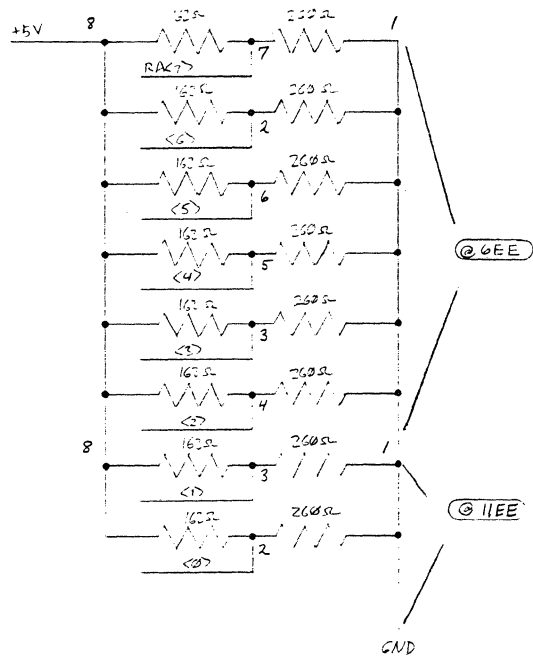 +5V 8 162Ω 260Ω 1
RA<7> 7
162Ω 260Ω
<6> 2
162Ω 260Ω
<5> 6
162Ω 260Ω
<4> 5
@ 6EE
162Ω 260Ω
<3> 3
162Ω 260Ω
<2> 4
8 162Ω 260Ω 1
<1> 3
@ 11EE
162Ω 260Ω
<0> 2
GND